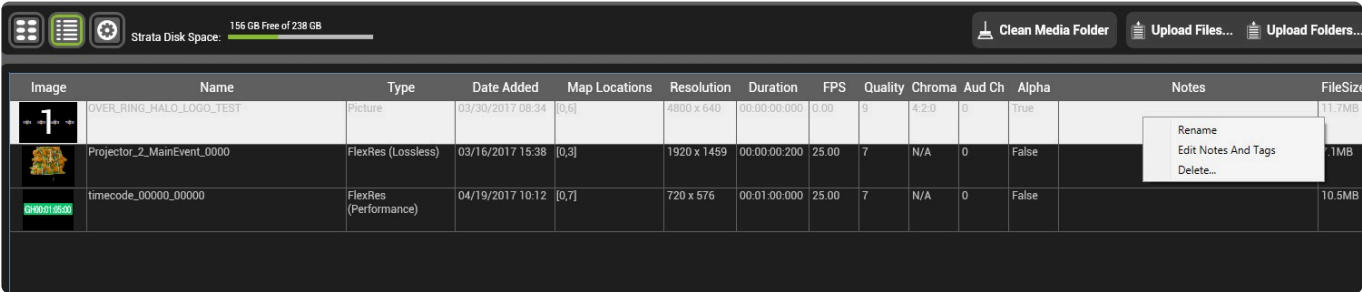 156 GB Free of 238 GB
Strata Disk Space:
Clean Media Folder
Upload Files...
Upload Folders...
Image Name Type Date Added Map Locations Resolution Duration FPS Quality Chroma Aud Ch Alpha Notes FileSize
1 OVER_RING_HALO_LOGO_TEST Picture 03/30/2017 08:34 [0,6] 4800 x 640 00:00:00:000 0.00 9 4:2:0 0 True 11.7MB
Rename
Edit Notes And Tags
Delete...
Projector_2_MainEvent_0000 FlexRes (Lossless) 03/16/2017 15:38 [0,3] 1920 x 1459 00:00:00:200 25.00 7 N/A 0 False .1MB
timecode_00000_00000 FlexRes 04/19/2017 10:12 [0,7] 720 x 576 00:01:00:000 25.00 7 N/A 0 False 10.5MB
(Performance)
GH00:01:05:00